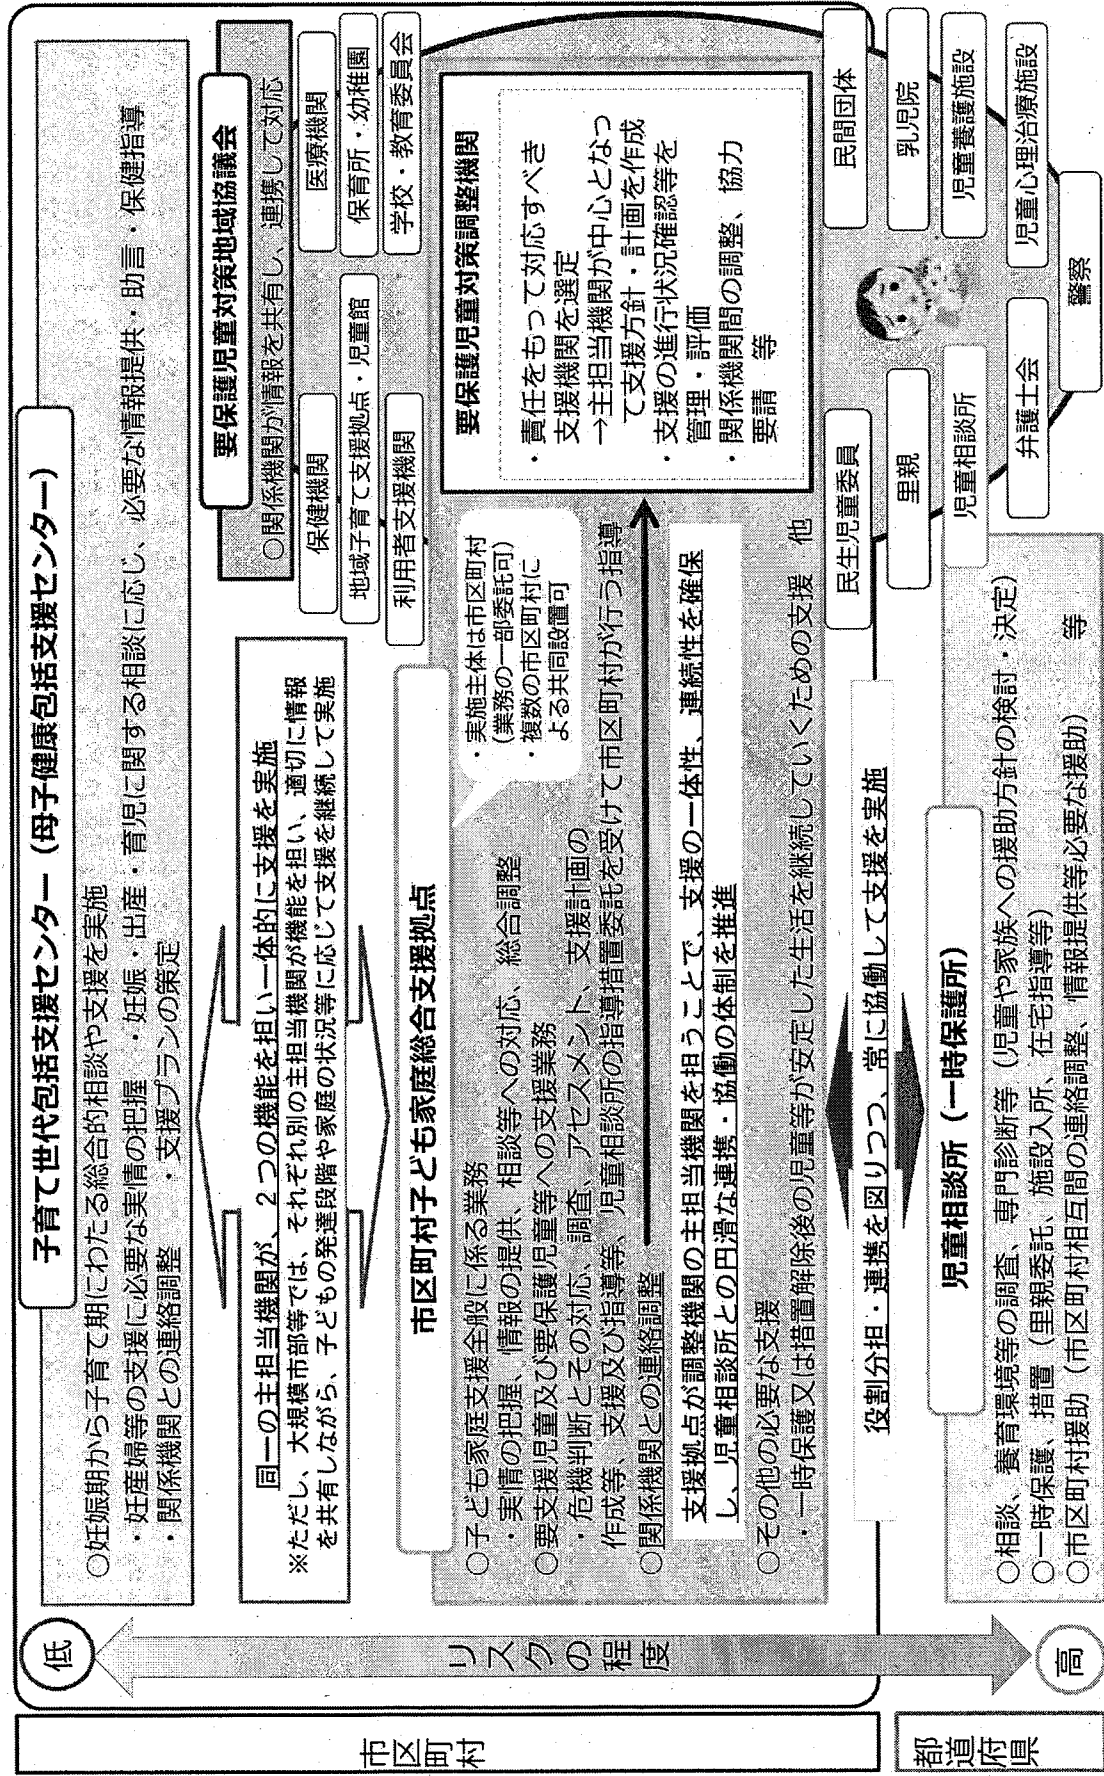 子育て世代包括支援センター（母子健康包括支援センター）
○妊娠期から子育て期にわたる総合的相談や支援を実施
・妊産婦等の支援に必要な実情の把握　・妊娠・出産・育児に関する相談に応じ、必要な情報提供・助言・保健指導
・関係機関との連絡調整　・支援プランの策定
同一の主担当機関が、２つの機能を担い一体的に支援を実施
※ただし、大規模市部等では、それぞれ別の主担当機関が機能を担い、適切に情報
を共有しながら、子どもの発達段階や家庭の状況等に応じて支援を継続して実施
要保護児童対策地域協議会
○関係機関が情報を共有し、連携して対応
保健機関
医療機関
地域子育て支援拠点・児童館
保育所・幼稚園
利用者支援機関
学校・教育委員会
市区町村子ども家庭総合支援拠点
・実施主体は市区町村
（業務の一部委託可）
・複数の市区町村に
よる共同設置可
○子ども家庭支援全般に係る業務
・実情の把握、情報の提供、相談等への対応、総合調整
○要支援児童及び要保護児童等への支援業務
・危機判断とその対応、調査、アセスメント、支援計画の
作成等、支援及び指導等、児童相談所の指導措置委託を受けて市区町村が行う指導
○関係機関との連絡調整
支援拠点が調整機関の主担当機関を担うことで、支援の一体性、連続性を確保
し、児童相談所との円滑な連携・協働の体制を推進
○その他の必要な支援
・一時保護又は措置解除後の児童等が安定した生活を継続していくための支援　他
要保護児童対策調整機関
・責任をもって対応すべき
支援機関を選定
→主担当機関が中心となっ
て支援方針・計画を作成
・支援の進行状況確認等を
管理・評価
・関係機関間の調整、協力
要請　等
民生児童委員
民間団体
里親
乳児院
児童相談所
児童養護施設
弁護士会
児童心理治療施設
警察
役割分担・連携を図りつつ、常に協働して支援を実施
児童相談所（一時保護所）
○相談、養育環境等の調査、専門診断等（児童や家族への援助方針の検討・決定）
○一時保護、措置（里親委託、施設入所、在宅指導等）
○市区町村援助（市区町村相互間の連絡調整、情報提供等必要な援助）　等
低
リスクの程度
高
市区町村
都道府県